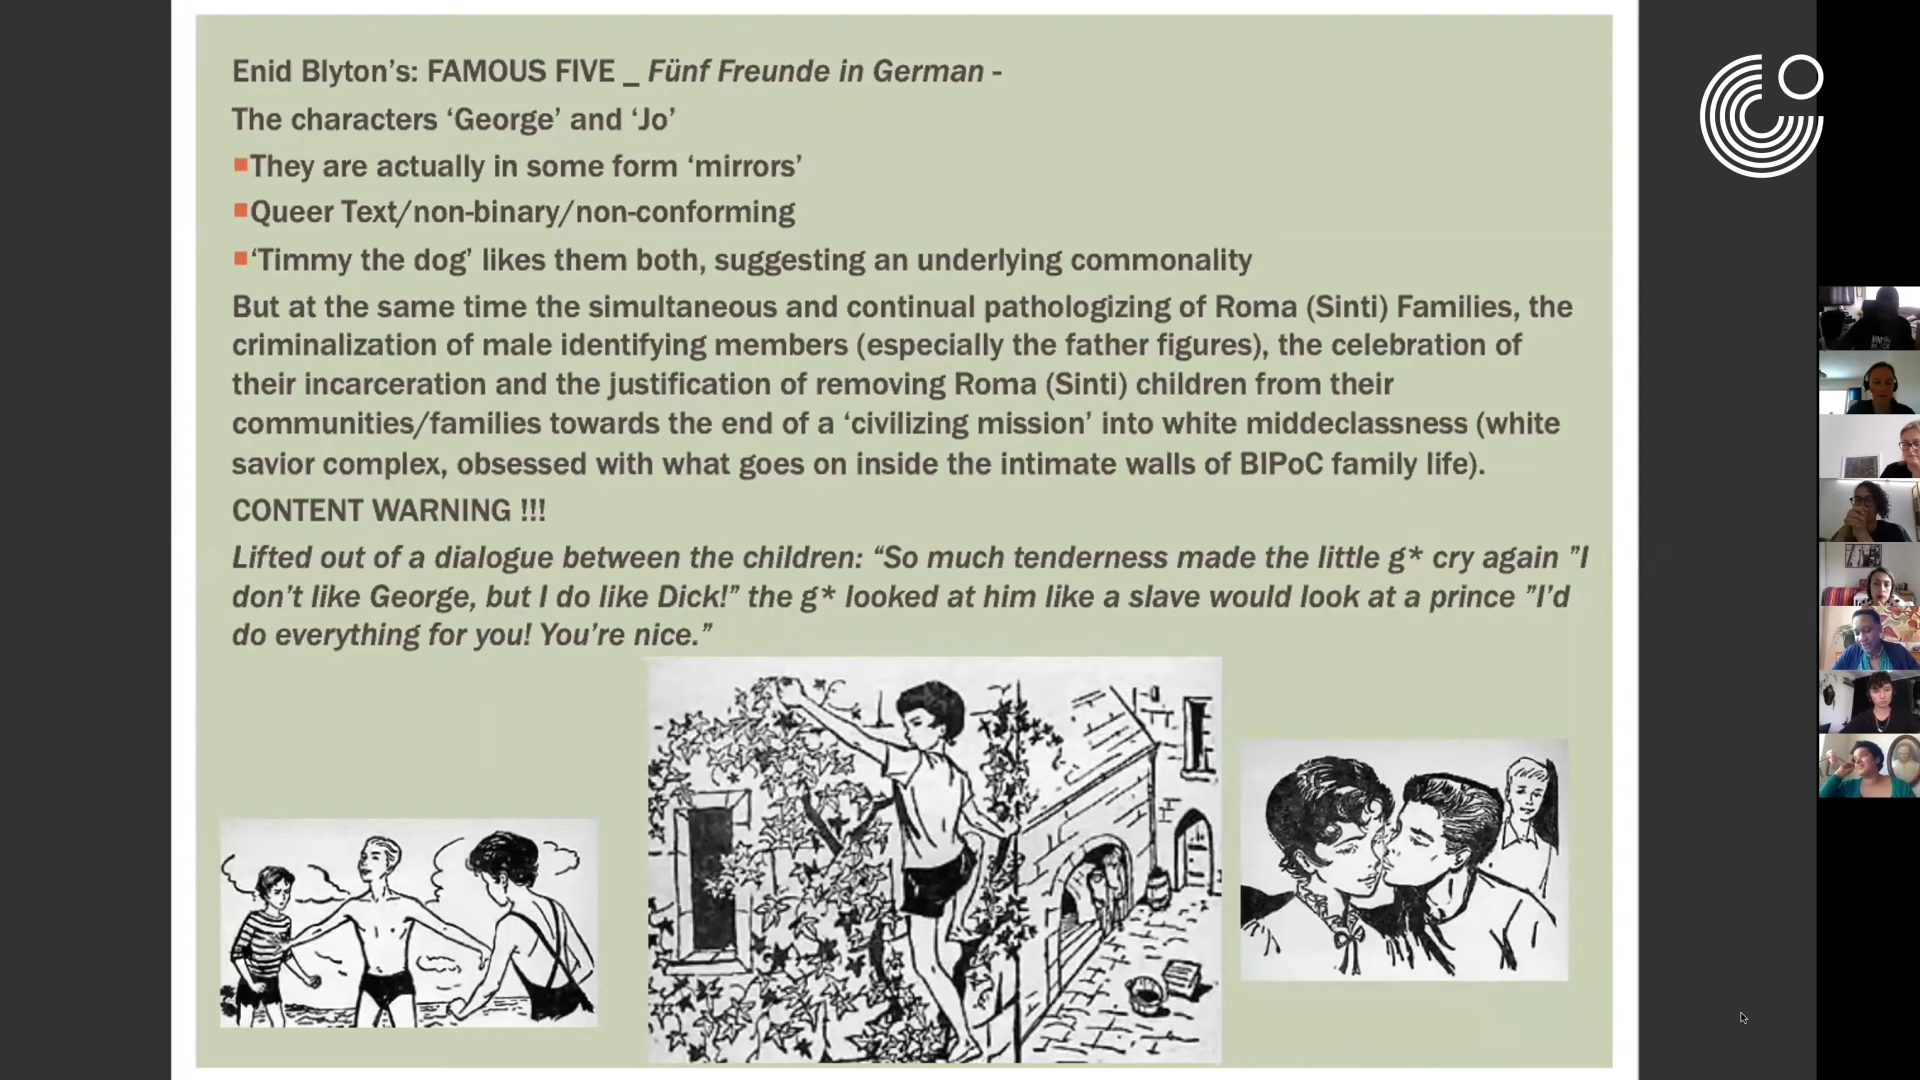 Enid Blyton's: FAMOUS FIVE _ Fünf Freunde in German -
The characters ‘George’ and ‘Jo’
They are actually in some form ‘mirrors’
Queer Text/non-binary/non-conforming
‘Timmy the dog’ likes them both, suggesting an underlying commonality
But at the same time the simultaneous and continual pathologizing of Roma (Sinti) Families, the
criminalization of male identifying members (especially the father figures), the celebration of
their incarceration and the justification of removing Roma (Sinti) children from their
communities/families towards the end of a ‘civilizing mission’ into white middeclassness (white
savior complex, obsessed with what goes on inside the intimate walls of BIPoC family life).
CONTENT WARNING !!!
Lifted out of a dialogue between the children: “So much tenderness made the little g* cry again ”I
don’t like George, but I do like Dick!” the g* looked at him like a slave would look at a prince ”I’d
do everything for you! You’re nice.”